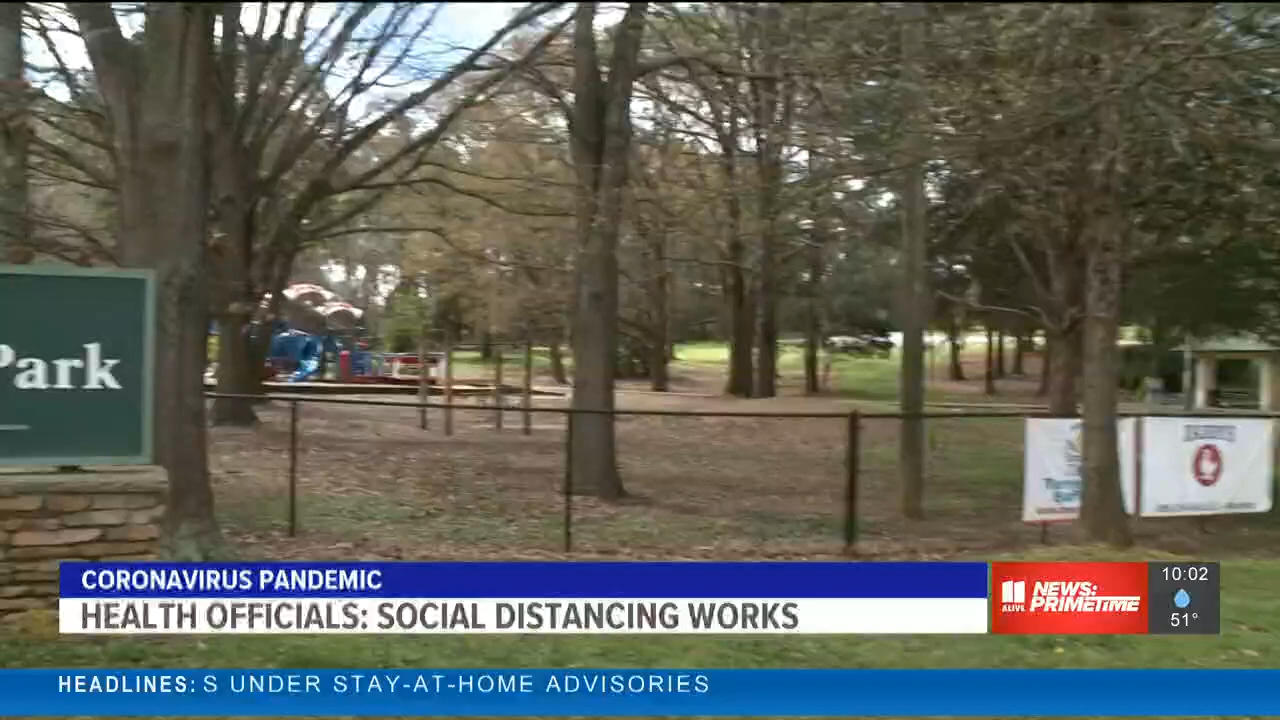 Park
CORONAVIRUS PANDEMIC
HEALTH OFFICIALS: SOCIAL DISTANCING WORKS
11
ALIVE
NEWS:
PRIMETIME
10:02
51°
HEADLINES: S UNDER STAY-AT-HOME ADVISORIES